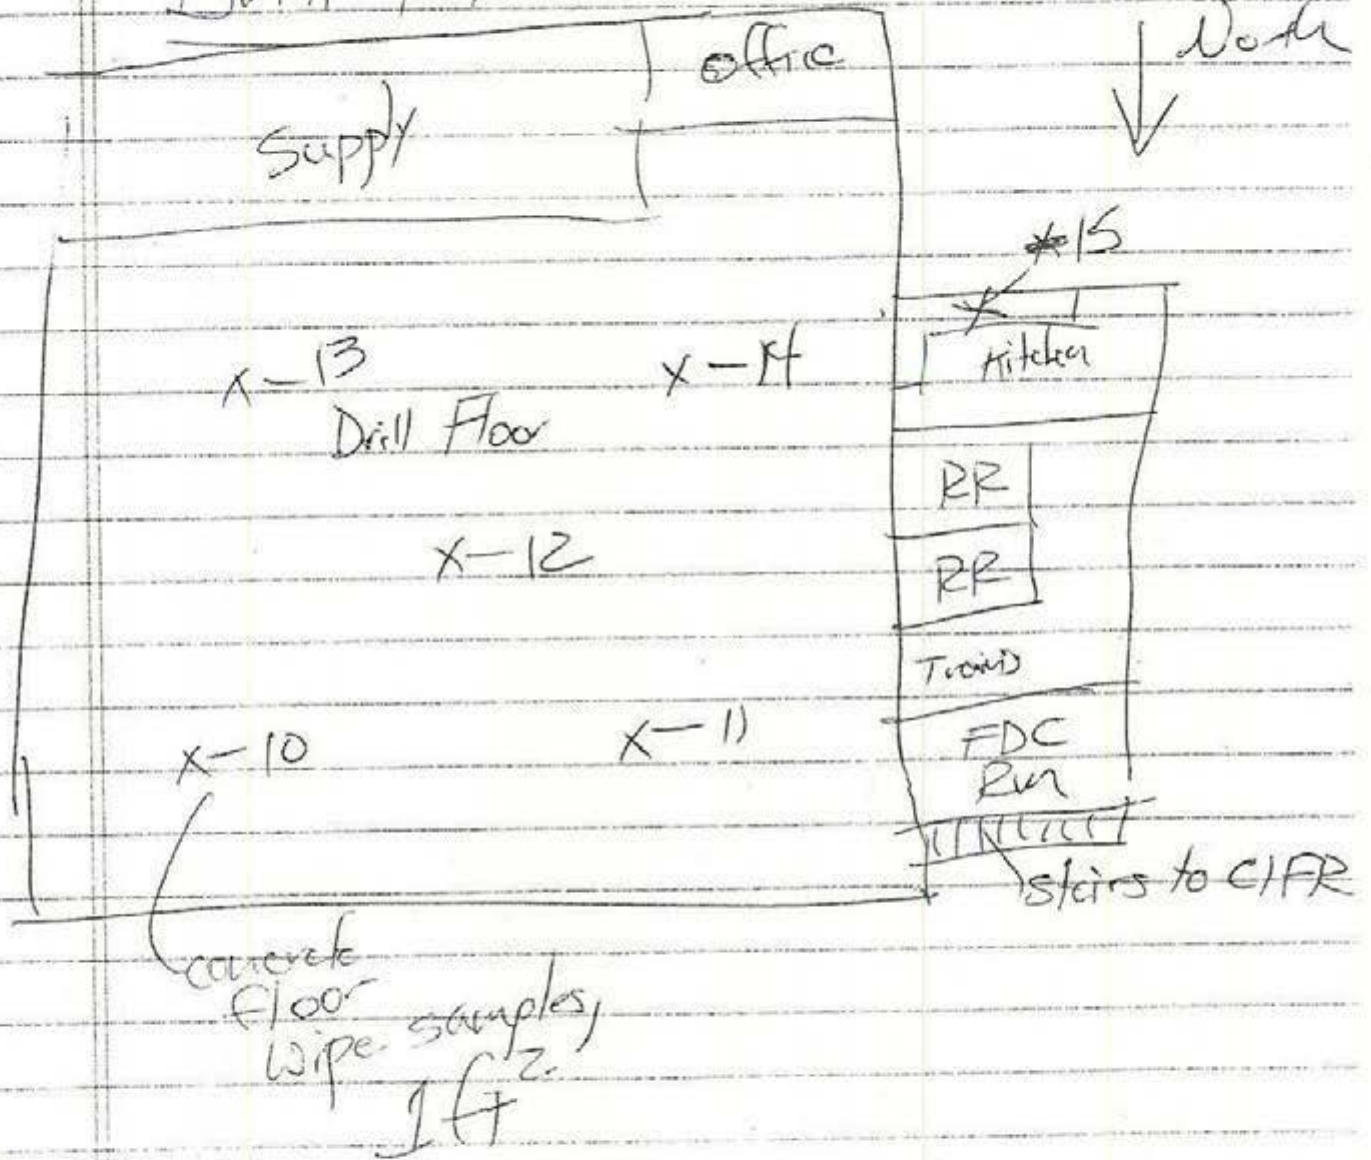 office
North
Supply
x 15
Kitchen
x-13
x-14
Drill Floor
RR
x-12
RR
x-10
x-11
FDC
Rm
stairs to CIFR
concrete
floor
wipe samples,
1 ft2.